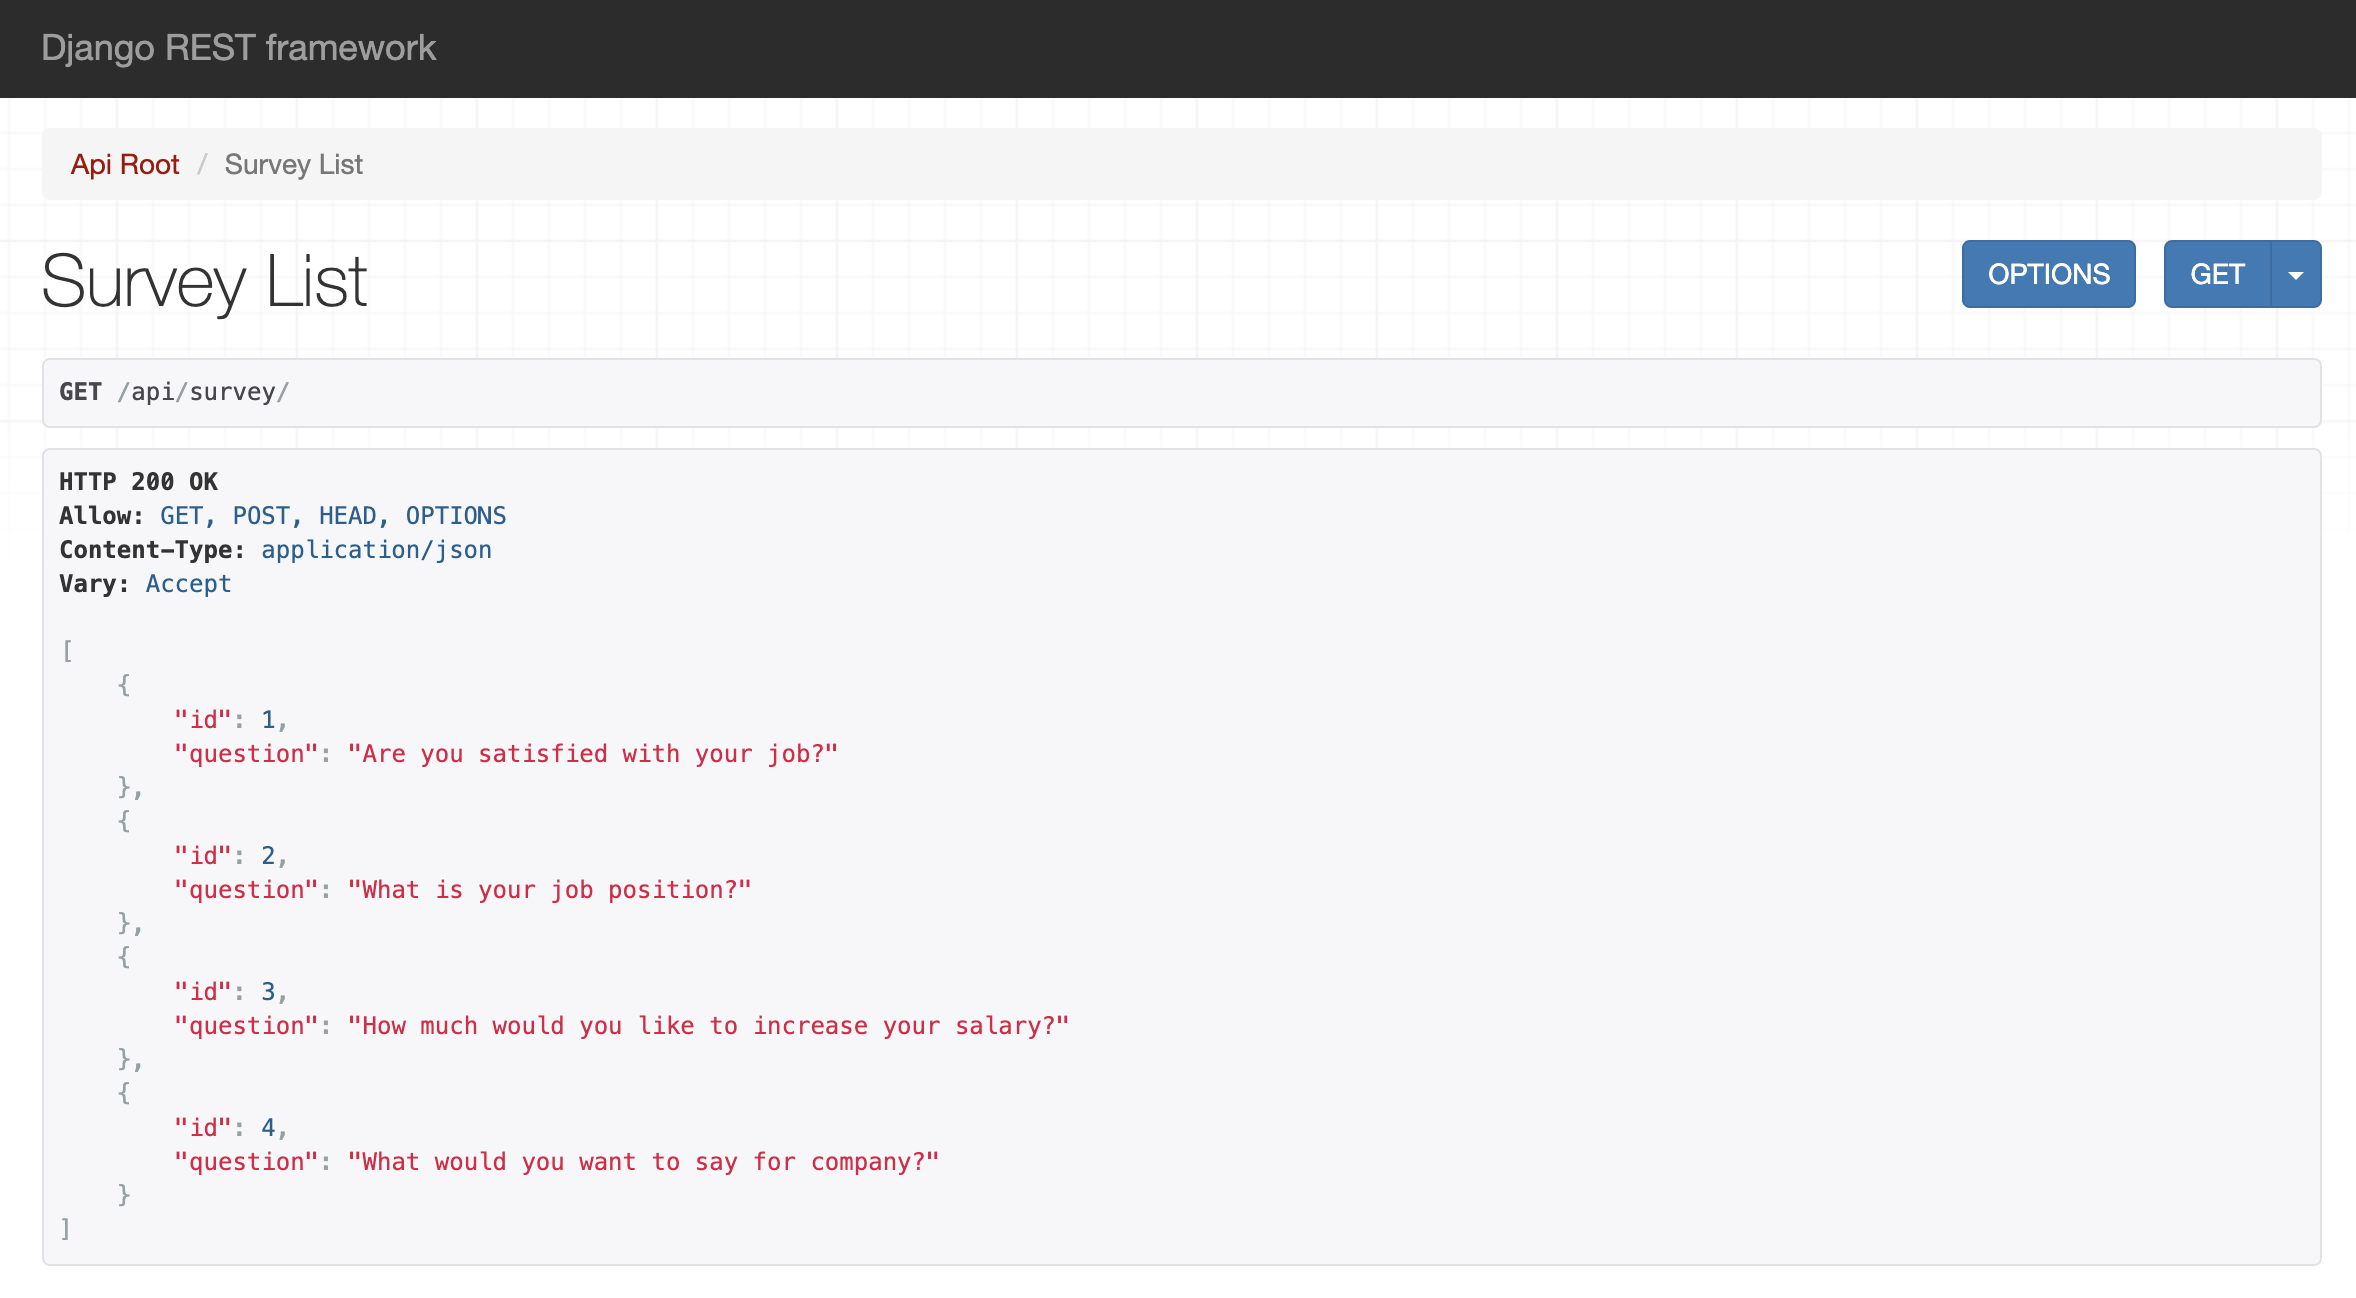 Django REST framework
Api Root / Survey List
Survey List
OPTIONS
GET
GET /api/survey/
HTTP 200 OK
Allow: GET, POST, HEAD, OPTIONS
Content-Type: application/json
Vary: Accept
[
    {
        "id": 1,
        "question": "Are you satisfied with your job?"
    },
    {
        "id": 2,
        "question": "What is your job position?"
    },
    {
        "id": 3,
        "question": "How much would you like to increase your salary?"
    },
    {
        "id": 4,
        "question": "What would you want to say for company?"
    }
]